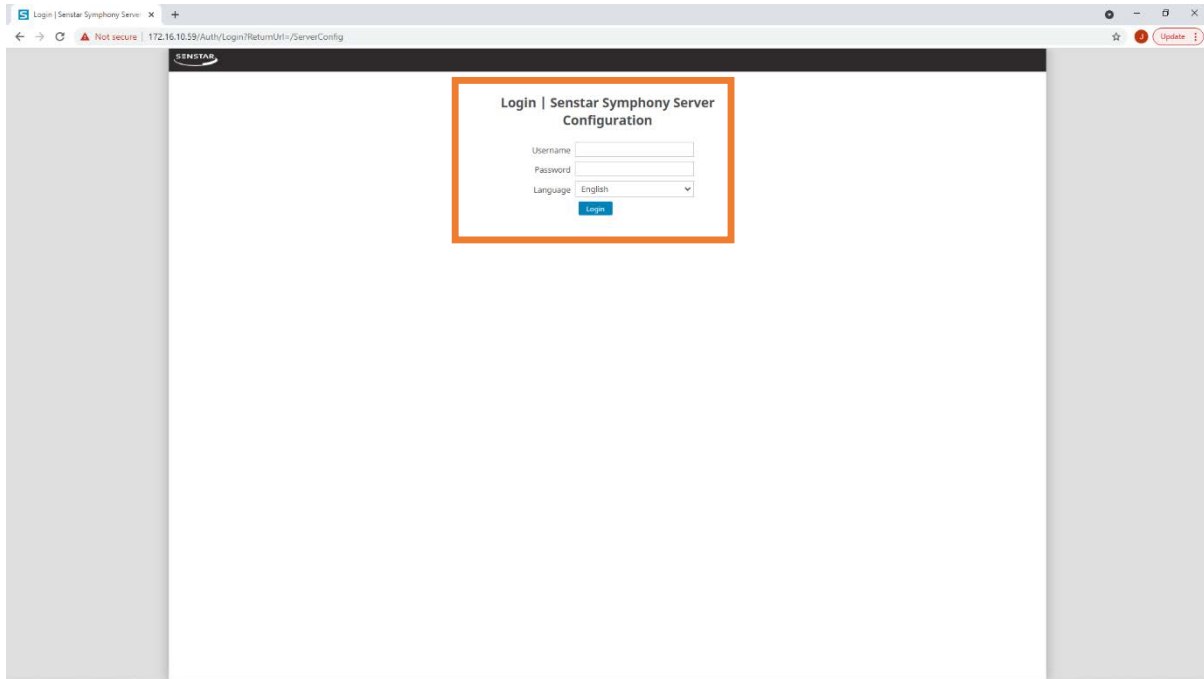 Login | Senstar Symphony Server
Not secure | 172.16.10.59/Auth/Login?ReturnUrl=/ServerConfig
J
Update
SENSTAR
Login | Senstar Symphony Server
Configuration
Username
Password
Language English
Login